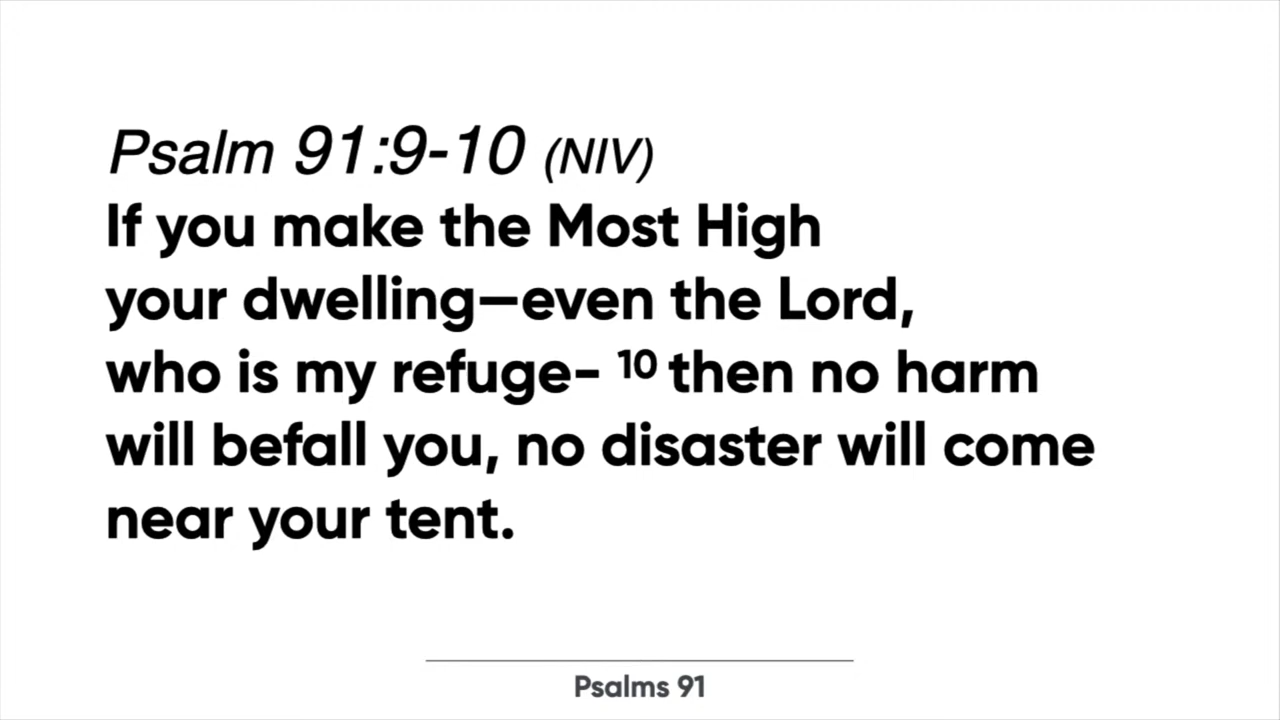 Psalm 91:9-10 (NIV)
If you make the Most High
your dwelling—even the Lord,
who is my refuge- 10 then no harm
will befall you, no disaster will come
near your tent.
Psalms 91